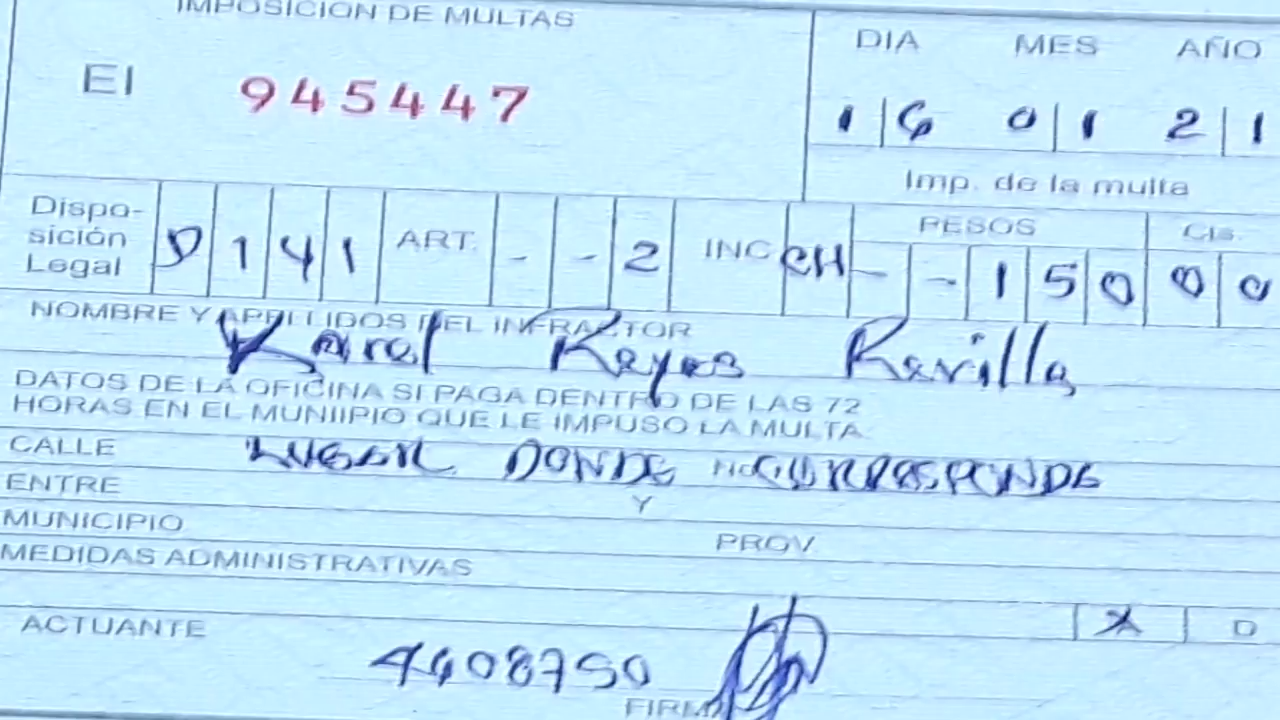 IMPOSICION DE MULTAS
DIA MES AÑO
EI 945447
1|6 0|1 2|1
Imp. de la multa
Dispo-
sición
Legal
D 1 4 1 ART. - - 2 INC CH
PESOS Cts.
- - 1 5 0 0 0
NOMBRE Y APELLIDOS DEL INFRACTOR
Karel Reyes Revilla
DATOS DE LA OFICINA SI PAGA DENTRO DE LAS 72
HORAS EN EL MUNIIPIO QUE LE IMPUSO LA MULTA
CALLE LUGAR DONDE NO CORRESPONDE
ENTRE Y
MUNICIPIO PROV.
MEDIDAS ADMINISTRATIVAS
X D
ACTUANTE
FIRMA